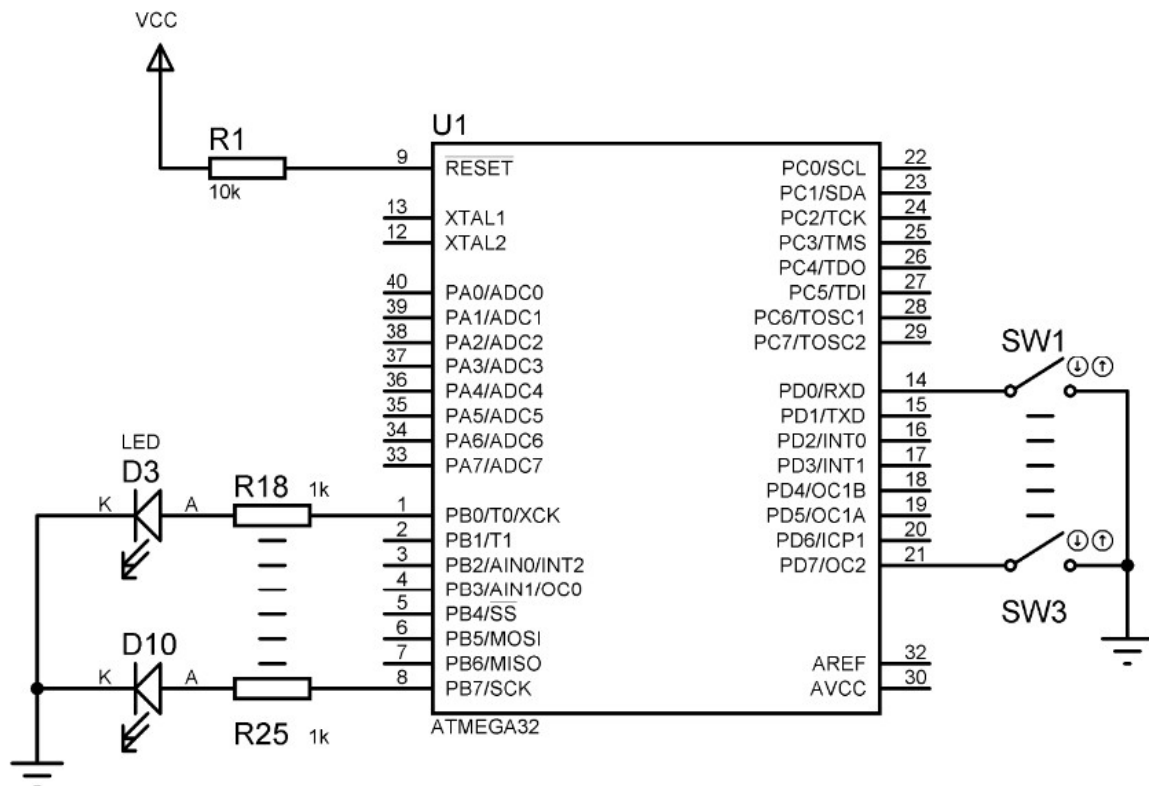 VCC
R1
10k
U1
9 RESET
13 XTAL1
12 XTAL2
40 PA0/ADC0
39 PA1/ADC1
38 PA2/ADC2
37 PA3/ADC3
36 PA4/ADC4
35 PA5/ADC5
34 PA6/ADC6
33 PA7/ADC7
1 PB0/T0/XCK
2 PB1/T1
3 PB2/AIN0/INT2
4 PB3/AIN1/OC0
5 PB4/SS
6 PB5/MOSI
7 PB6/MISO
8 PB7/SCK
PC0/SCL 22
PC1/SDA 23
PC2/TCK 24
PC3/TMS 25
PC4/TDO 26
PC5/TDI 27
PC6/TOSC1 28
PC7/TOSC2 29
PD0/RXD 14
PD1/TXD 15
PD2/INT0 16
PD3/INT1 17
PD4/OC1B 18
PD5/OC1A 19
PD6/ICP1 20
PD7/OC2 21
AREF 32
AVCC 30
ATMEGA32
LED
D3
K A
R18 1k
D10
K A
R25 1k
SW1
SW3